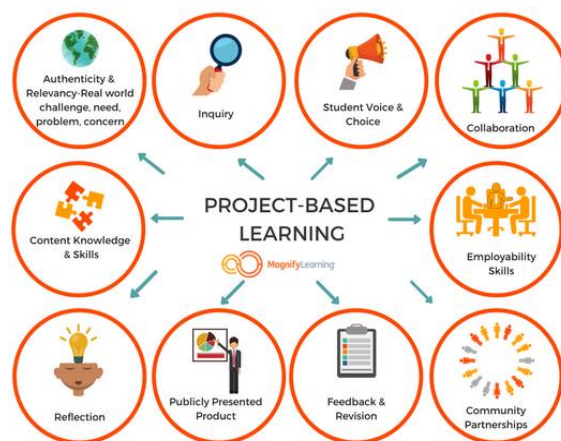 Authenticity &
Relevancy-Real world
challenge, need,
problem, concern
Inquiry
Student Voice &
Choice
Collaboration
Content Knowledge
& Skills
PROJECT-BASED
LEARNING
MagnifyLearning
Employability
Skills
Reflection
Publicly Presented
Product
Feedback &
Revision
Community
Partnerships